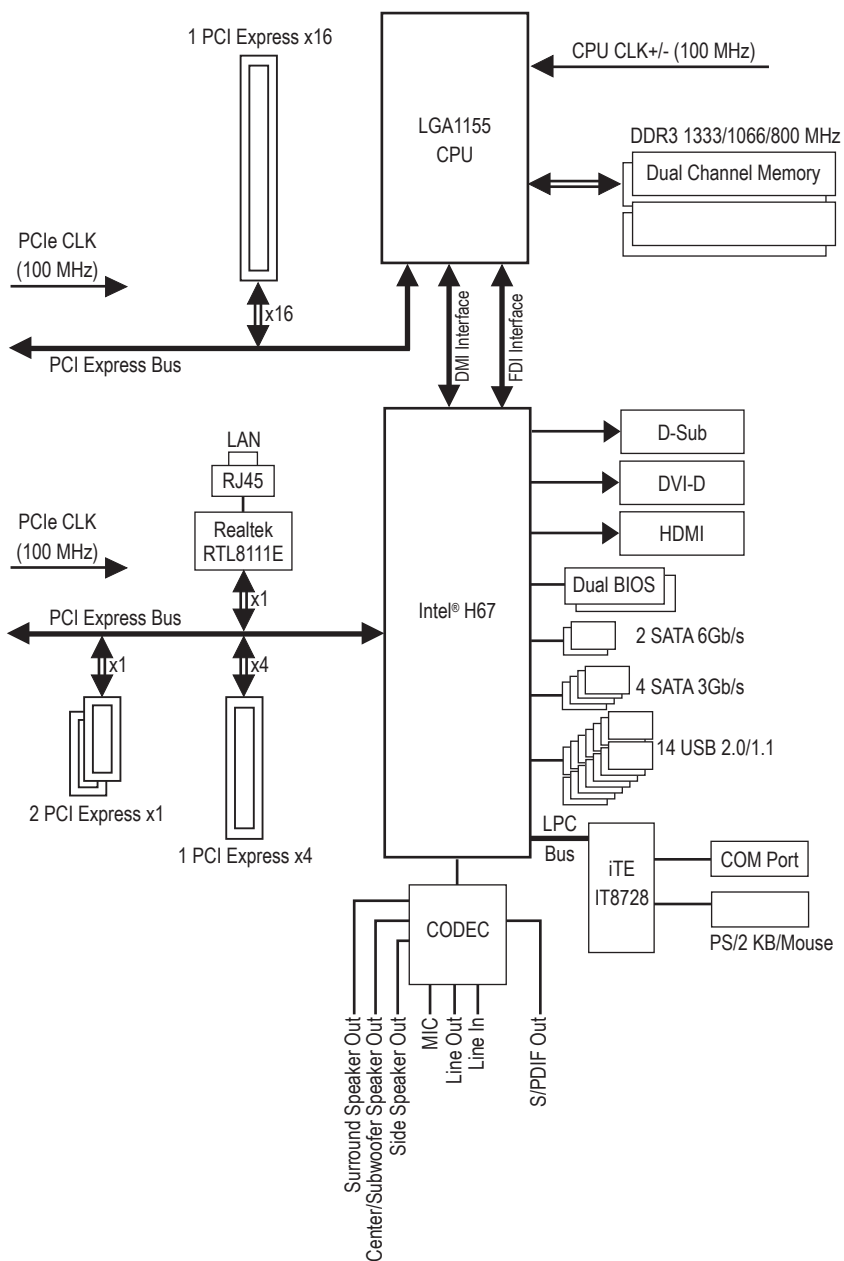 1 PCI Express x16
CPU CLK+/- (100 MHz)
LGA1155
CPU
DDR3 1333/1066/800 MHz
Dual Channel Memory
PCIe CLK
(100 MHz)
x16
DMI Interface
FDI Interface
PCI Express Bus
LAN
RJ45
D-Sub
DVI-D
PCIe CLK
(100 MHz)
Realtek
RTL8111E
HDMI
x1
Dual BIOS
Intel® H67
PCI Express Bus
2 SATA 6Gb/s
x1
x4
4 SATA 3Gb/s
14 USB 2.0/1.1
2 PCI Express x1
1 PCI Express x4
LPC
Bus
iTE
IT8728
COM Port
PS/2 KB/Mouse
CODEC
Surround Speaker Out
Center/Subwoofer Speaker Out
Side Speaker Out
MIC
Line Out
Line In
S/PDIF Out